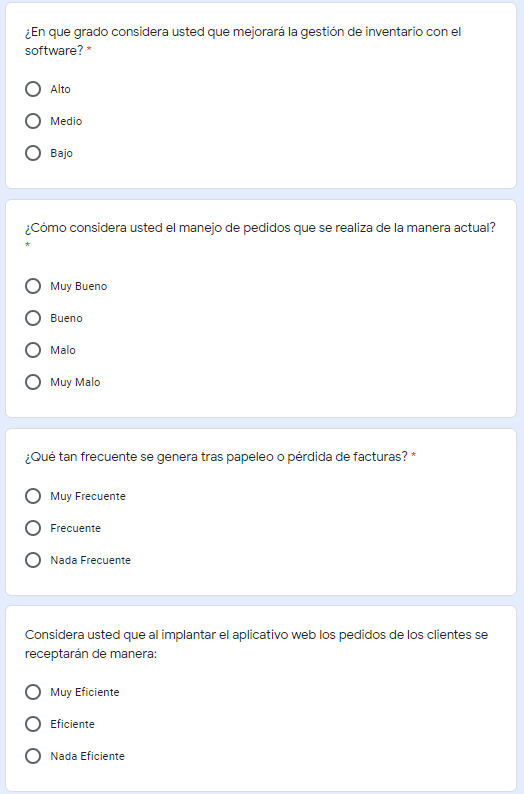 ¿En que grado considera usted que mejorará la gestión de inventario con el
software? *
Alto
Medio
Bajo
¿Cómo considera usted el manejo de pedidos que se realiza de la manera actual?
*
Muy Bueno
Bueno
Malo
Muy Malo
¿Qué tan frecuente se genera tras papeleo o pérdida de facturas? *
Muy Frecuente
Frecuente
Nada Frecuente
Considera usted que al implantar el aplicativo web los pedidos de los clientes se
receptarán de manera:
Muy Eficiente
Eficiente
Nada Eficiente